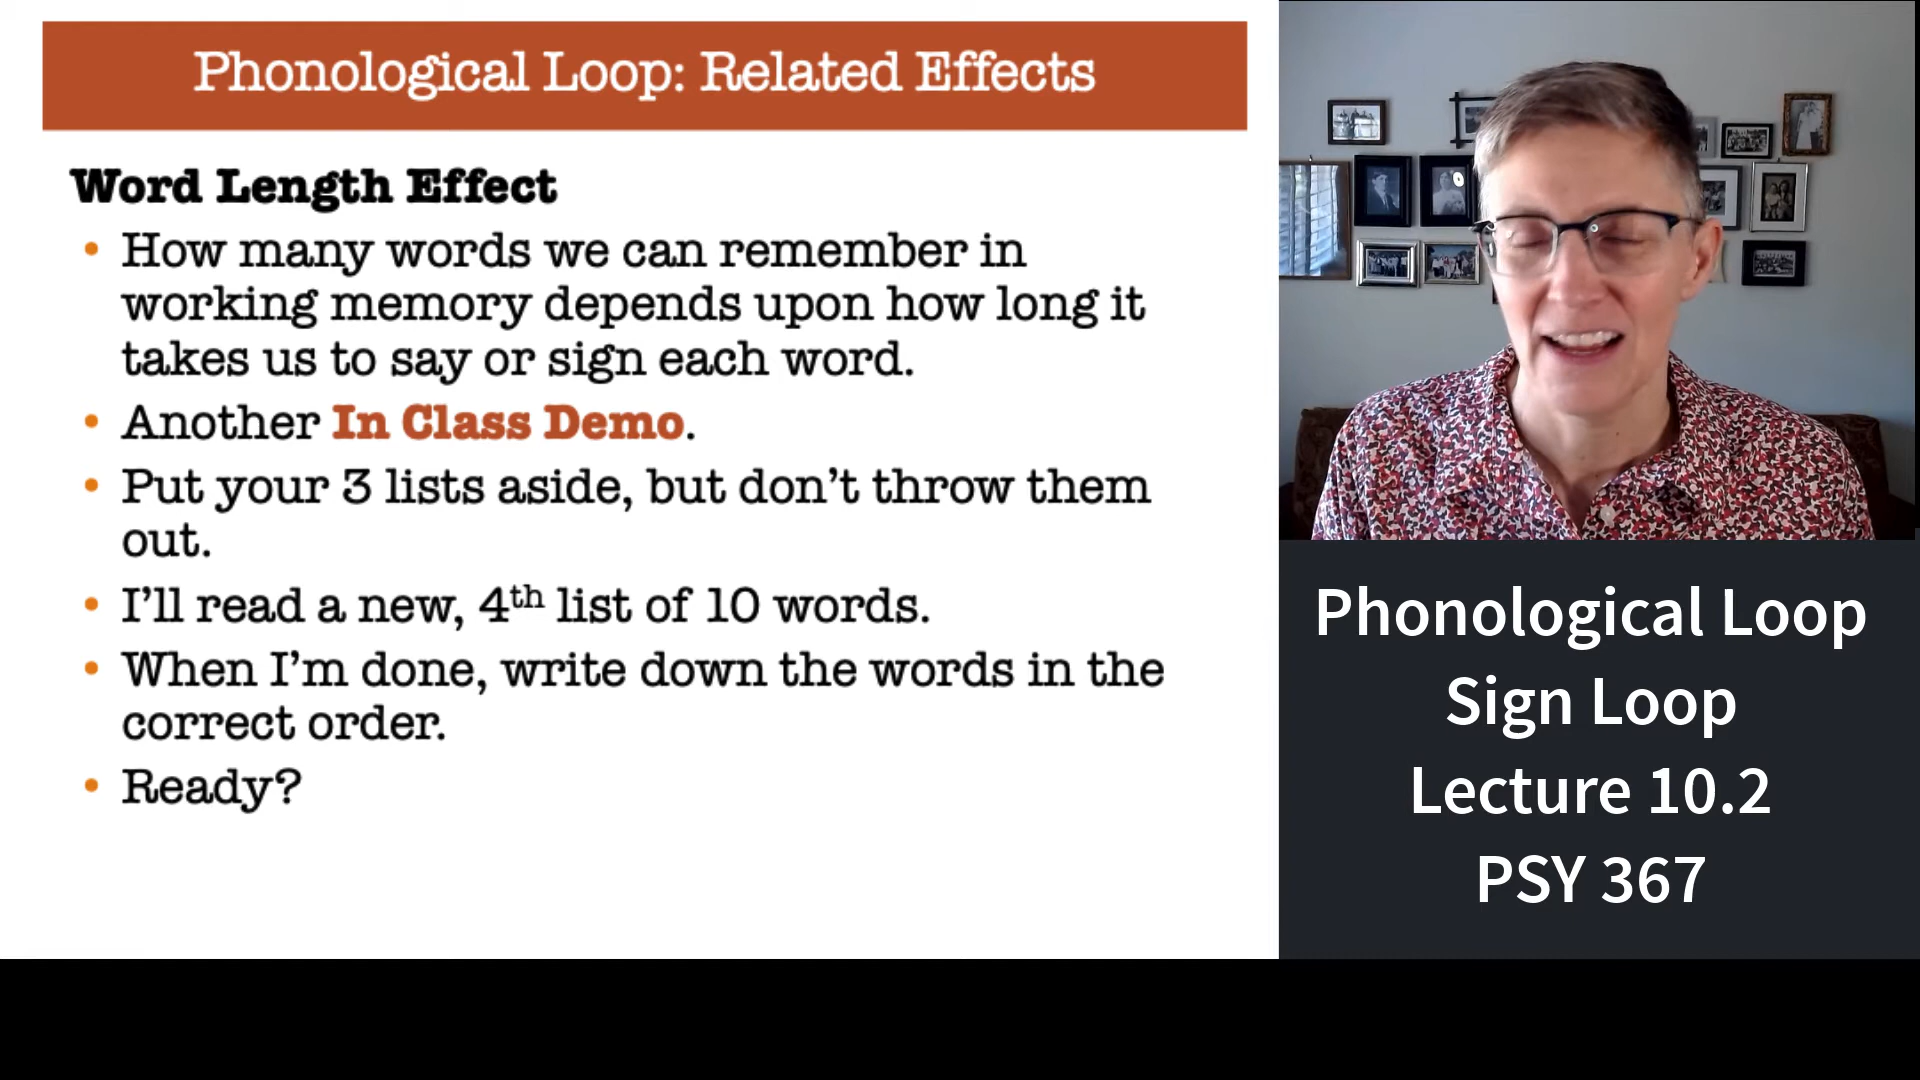 Phonological Loop: Related Effects
Word Length Effect
• How many words we can remember in
working memory depends upon how long it
takes us to say or sign each word.
• Another In Class Demo.
• Put your 3 lists aside, but don’t throw them
out.
• I’ll read a new, 4th list of 10 words.
• When I’m done, write down the words in the
correct order.
• Ready?
Phonological Loop
Sign Loop
Lecture 10.2
PSY 367